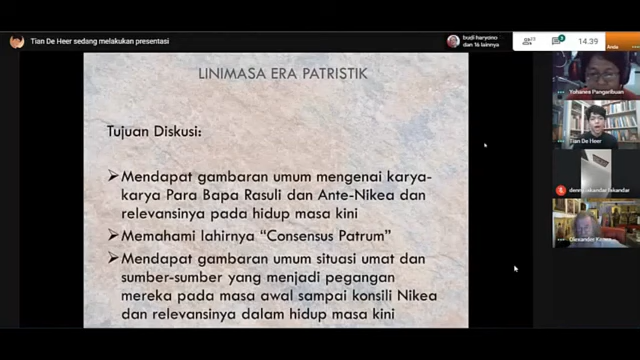 Tian De Heer sedang melakukan presentasi
budi haryono
dan 16 lainnya
14.39
Anda
LINIMASA ERA PATRISTIK
Tujuan Diskusi:
➢Mendapat gambaran umum mengenai karya-
karya Para Bapa Rasuli dan Ante-Nikea dan
relevansinya pada hidup masa kini
➢Memahami lahirnya “Consensus Patrum”
➢Mendapat gambaran umum situasi umat dan
sumber-sumber yang menjadi pegangan
mereka pada masa awal sampai konsili Nikea
dan relevansinya dalam hidup masa kini
Pangaribuan
Tian De Heer
Iskandar